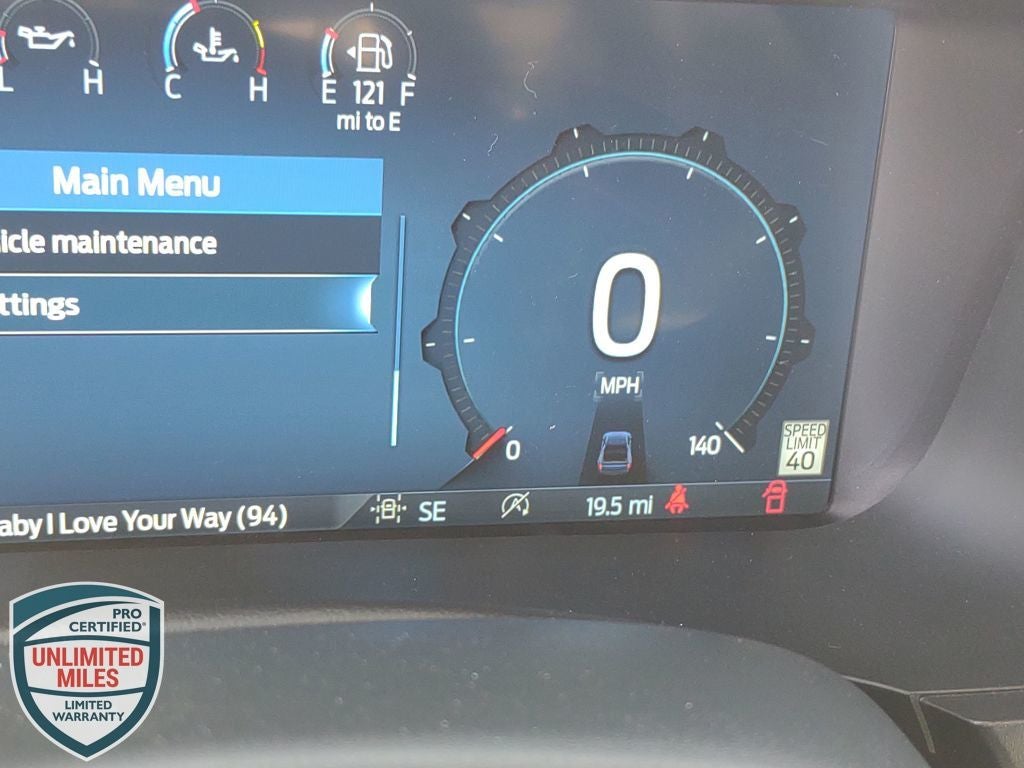 L H
C H
E 121 F
mi to E
Main Menu
icle maintenance
ttings
0
MPH
0
140
SPEED
LIMIT
40
aby I Love Your Way (94)
SE
19.5 mi
PRO
CERTIFIED®
UNLIMITED
MILES
LIMITED
WARRANTY